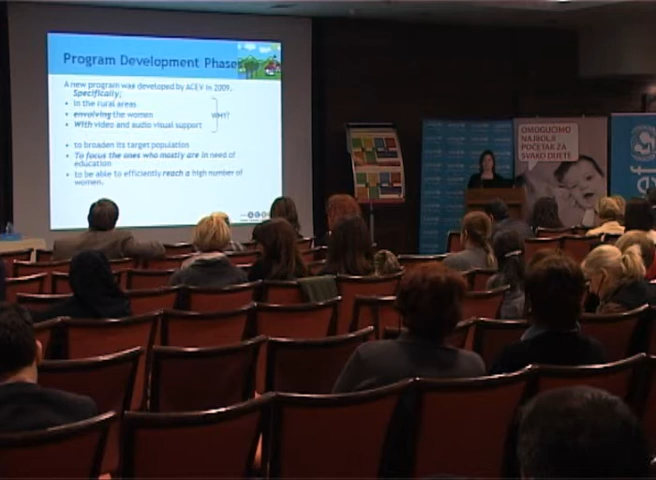 Program Development Phase
A new program was developed by ACEV in 2009.
Specifically;
• In the rural areas
• envolving the women
WHY?
• With video and audio visual support
• to broaden its target population
• To focus the ones who mostly are in need of
education
• to be able to efficiently reach a high number of
women.
OMOGUĆIMO
NAJBOLJI
POČETAK ZA
SVAKO DIJETE